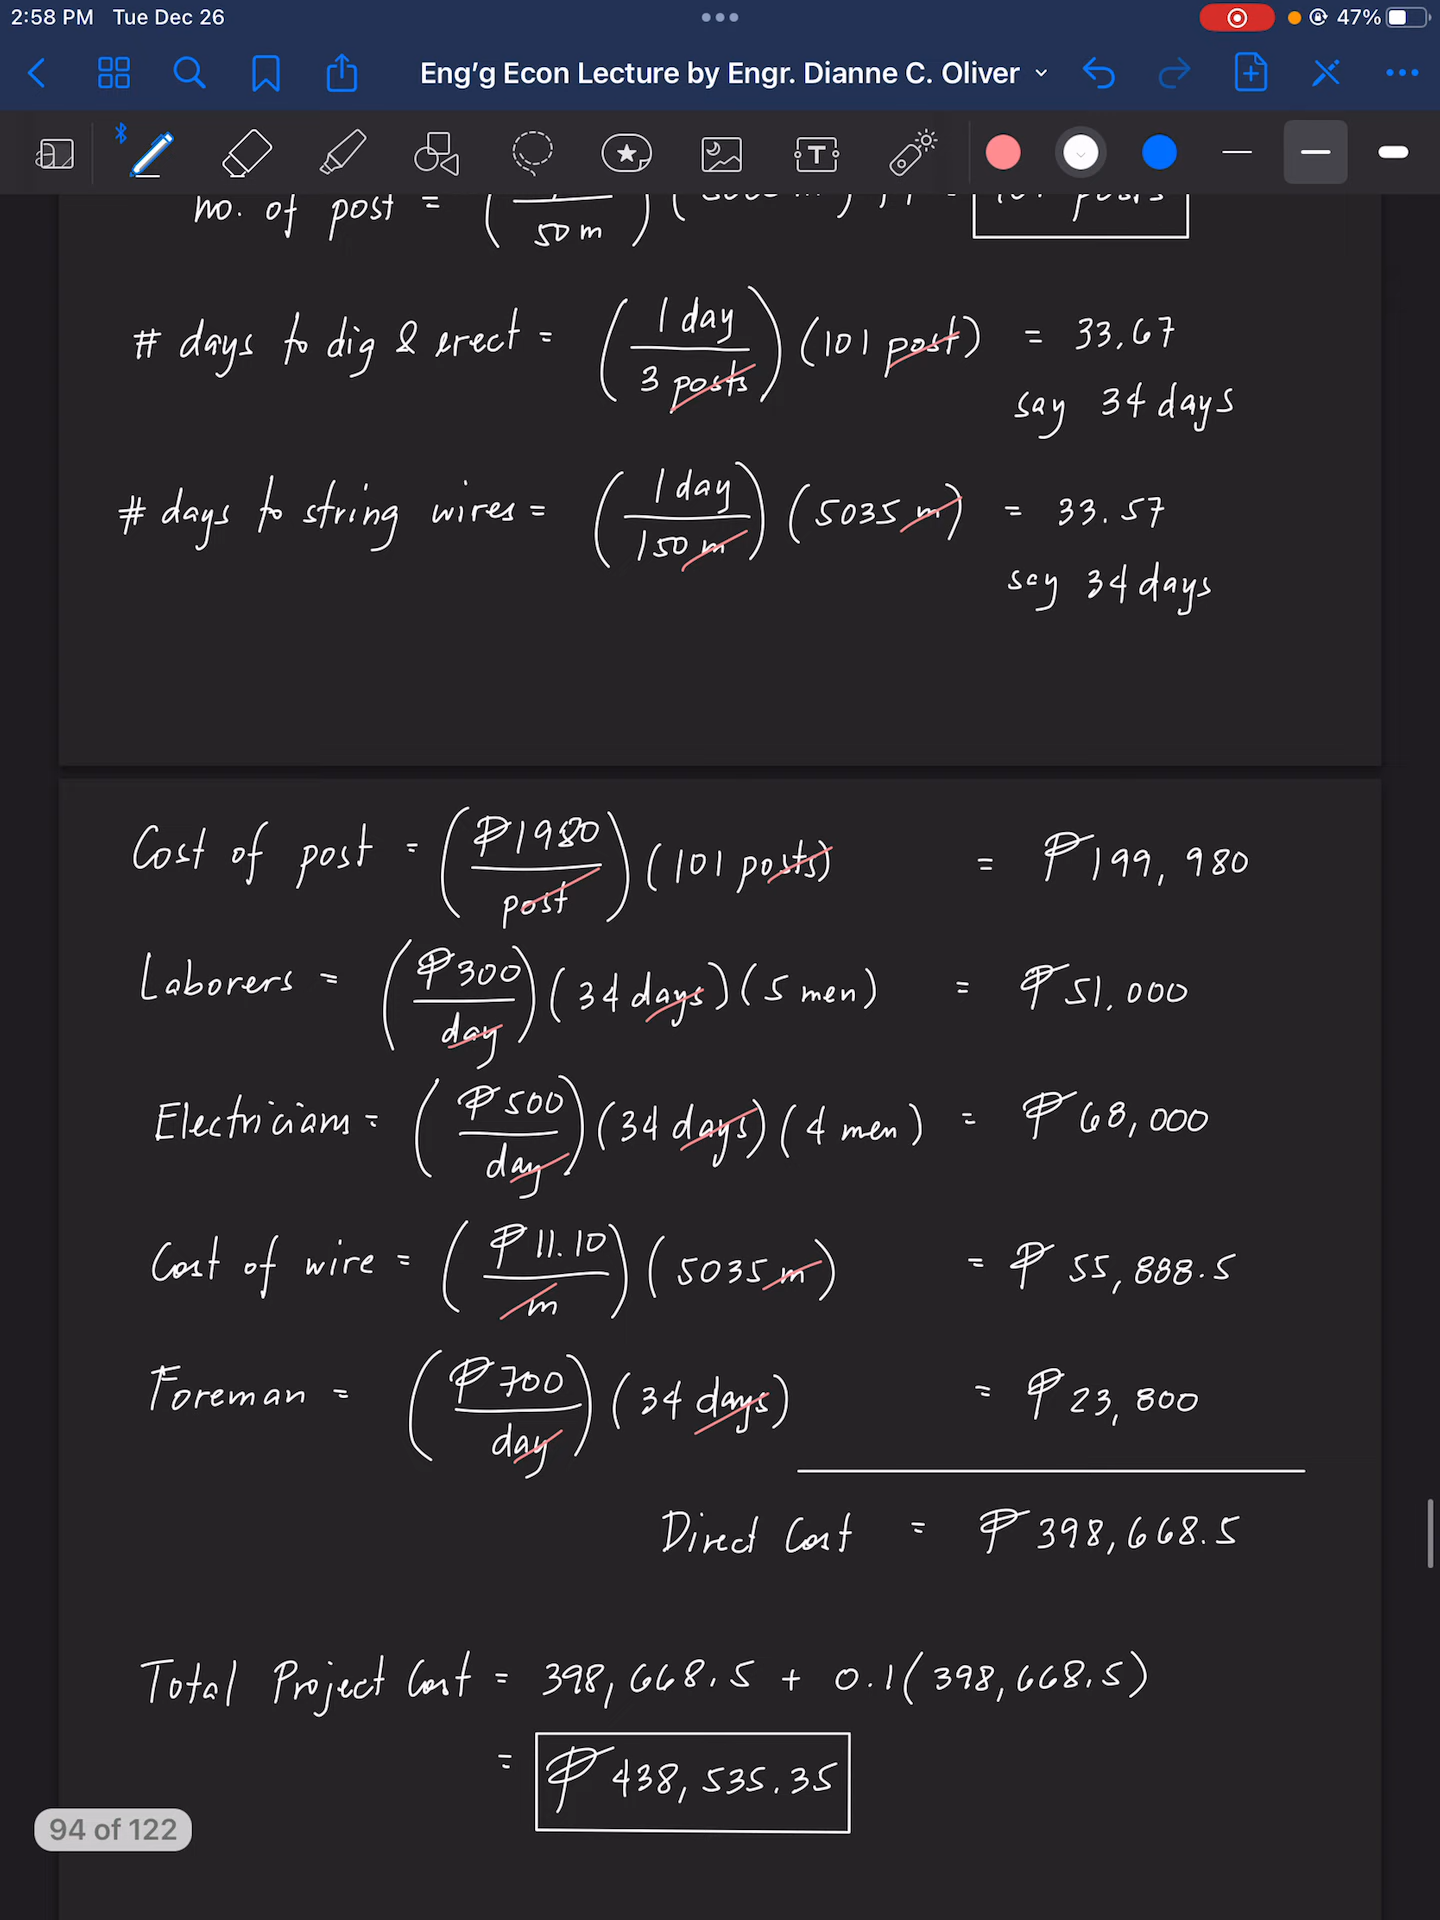 2:58 PM Tue Dec 26
47%
Eng'g Econ Lecture by Engr. Dianne C. Oliver
no. of post = ( / 50 m ) (
# days to dig & erect = (1 day / 3 posts) (101 post) = 33.67
say 34 days
# days to string wires = (1 day / 150 m) (5035 m) = 33.57
say 34 days
Cost of post = (₱1980 / post) (101 posts) = ₱199,980
Laborers = (₱300 / day) (34 days) (5 men) = ₱51,000
Electricians = (₱500 / day) (34 days) (4 men) = ₱68,000
Cost of wire = (₱11.10 / m) (5035 m) = ₱55,888.5
Foreman = (₱700 / day) (34 days) = ₱23,800
Direct Cost = ₱398,668.5
Total Project Cost = 398,668.5 + 0.1(398,668.5)
= ₱438,535.35
94 of 122